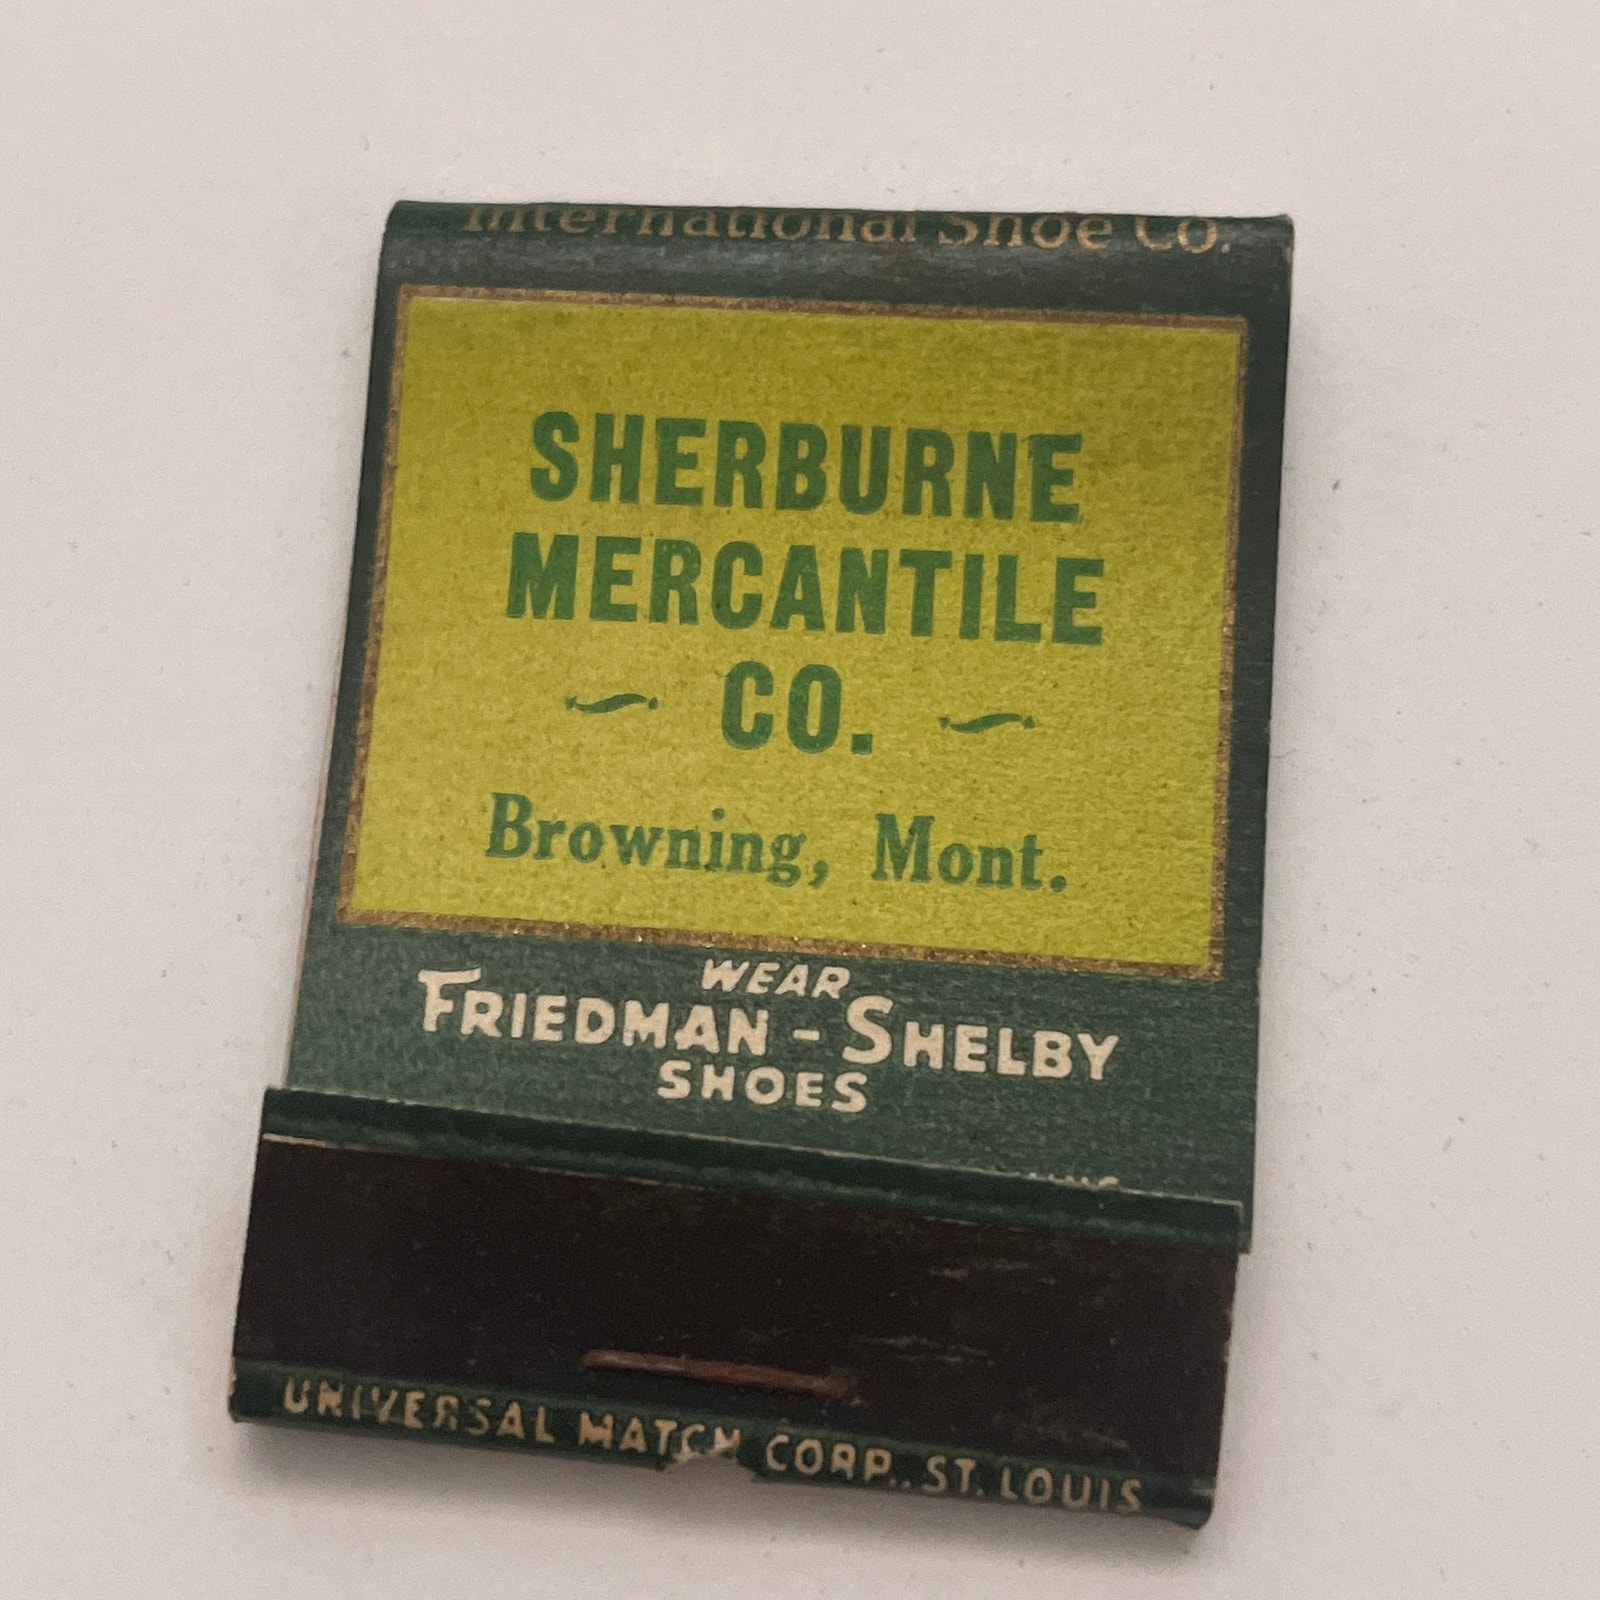 International Shoe Co.
SHERBURNE
MERCANTILE
CO.
Browning, Mont.
WEAR
FRIEDMAN - SHELBY
SHOES
UNIVERSAL MATCH CORP., ST. LOUIS